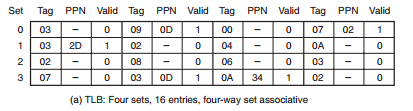 Set Tag PPN Valid Tag PPN Valid Tag PPN Valid Tag PPN Valid
0 03 – 0 09 0D 1 00 – 0 07 02 1
1 03 2D 1 02 – 0 04 – 0 0A – 0
2 02 – 0 08 – 0 06 – 0 03 – 0
3 07 – 0 03 0D 1 0A 34 1 02 – 0
(a) TLB: Four sets, 16 entries, four-way set associative